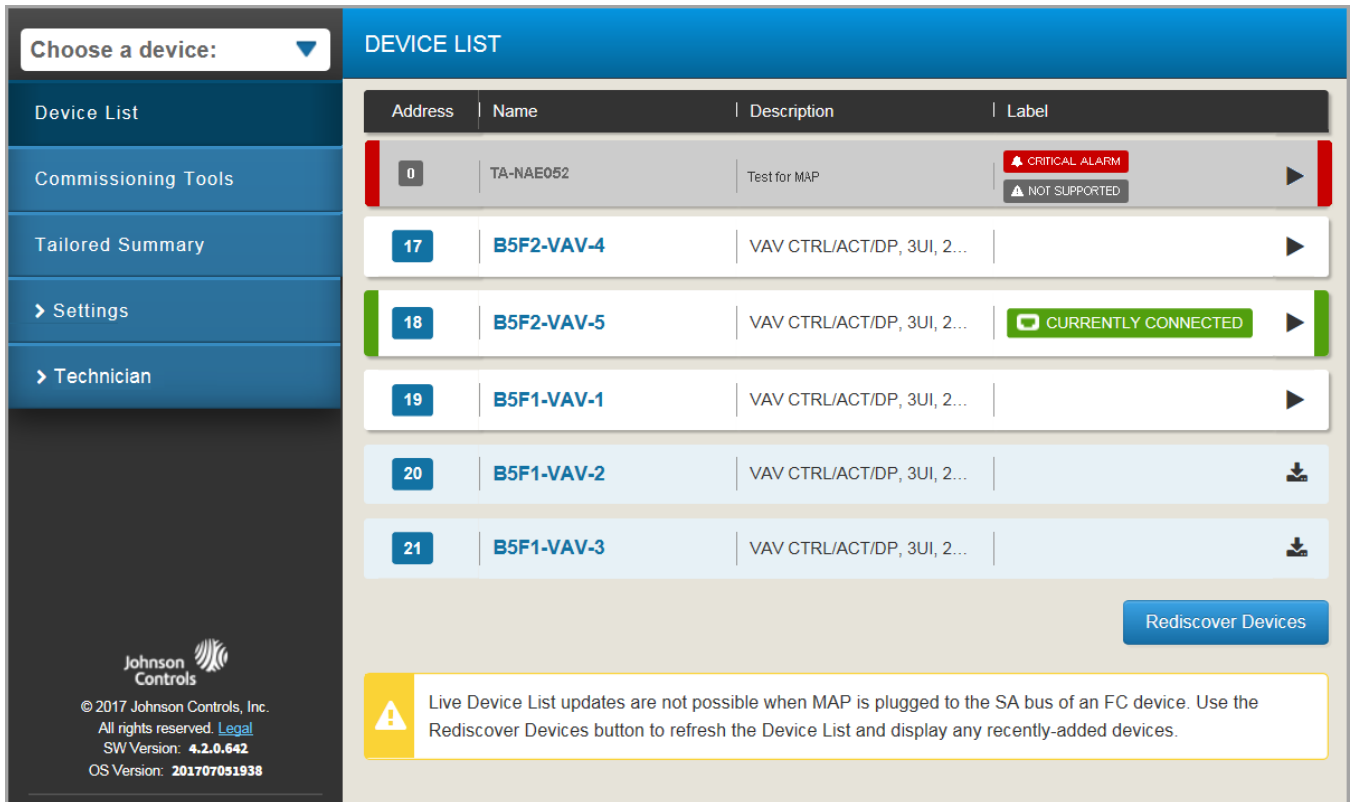 Choose a device:
DEVICE LIST
Device List
Commissioning Tools
Tailored Summary
Settings
Technician
Address Name Description Label
0 TA-NAE052 Test for MAP CRITICAL ALARM
NOT SUPPORTED
17 B5F2-VAV-4 VAV CTRL/ACT/DP, 3UI, 2...
18 B5F2-VAV-5 VAV CTRL/ACT/DP, 3UI, 2... CURRENTLY CONNECTED
19 B5F1-VAV-1 VAV CTRL/ACT/DP, 3UI, 2...
20 B5F1-VAV-2 VAV CTRL/ACT/DP, 3UI, 2...
21 B5F1-VAV-3 VAV CTRL/ACT/DP, 3UI, 2...
Rediscover Devices
Live Device List updates are not possible when MAP is plugged to the SA bus of an FC device. Use the
Rediscover Devices button to refresh the Device List and display any recently-added devices.
Johnson
Controls
© 2017 Johnson Controls, Inc.
All rights reserved. Legal
SW Version: 4.2.0.642
OS Version: 201707051938